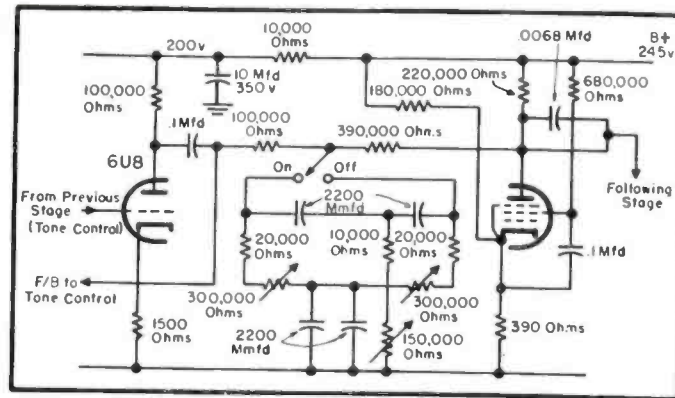 10,000
Ohms
200v
10 Mfd
350 v
.0068 Mfd
B+
245v
100,000
Ohms
220,000 Ohms
180,000 Ohms
680,000
Ohms
.1Mfd
100,000
Ohms
390,000 Ohms
6U8
On
Off
From Previous
Stage
(Tone Control)
2200
Mmfd
Following
Stage
20,000
Ohms
10,000
Ohms
20,000
Ohms
.1Mfd
F/B to
Tone Control
300,000
Ohms
300,000
Ohms
1500
Ohms
2200
Mmfd
150,000
Ohms
390 Ohms